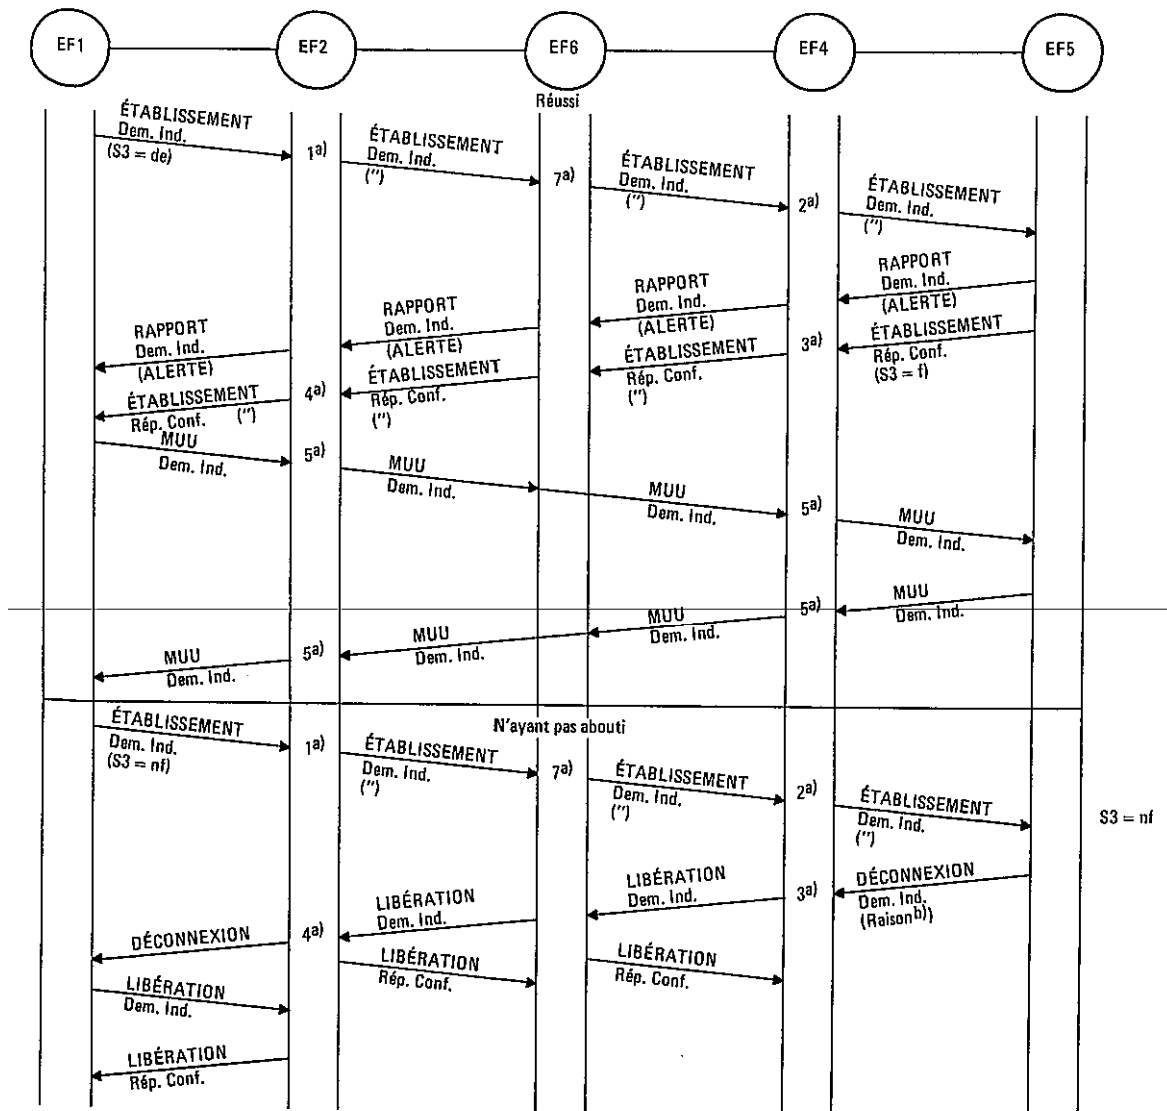 EF1
EF2
EF6
EF4
EF5
Réussi
ÉTABLISSEMENT
Dem. Ind.
(S3 = de)
1a)
ÉTABLISSEMENT
Dem. Ind.
(")
7a)
ÉTABLISSEMENT
Dem. Ind.
(")
2a)
ÉTABLISSEMENT
Dem. Ind.
(")
RAPPORT
Dem. Ind.
(ALERTE)
RAPPORT
Dem. Ind.
(ALERTE)
RAPPORT
Dem. Ind.
(ALERTE)
RAPPORT
Dem. Ind.
(ALERTE)
ÉTABLISSEMENT
Rép. Conf.
(S3 = f)
3a)
ÉTABLISSEMENT
Rép. Conf.
(")
ÉTABLISSEMENT
Rép. Conf.
(")
4a)
ÉTABLISSEMENT
Rép. Conf. (")
MUU
Dem. Ind.
5a)
MUU
Dem. Ind.
MUU
Dem. Ind.
5a)
MUU
Dem. Ind.
MUU
Dem. Ind.
5a)
MUU
Dem. Ind.
MUU
Dem. Ind.
5a)
MUU
Dem. Ind.
N'ayant pas abouti
ÉTABLISSEMENT
Dem. Ind.
(S3 = nf)
1a)
ÉTABLISSEMENT
Dem. Ind.
(")
7a)
ÉTABLISSEMENT
Dem. Ind.
(")
2a)
ÉTABLISSEMENT
Dem. Ind.
(")
S3 = nf
DÉCONNEXION
Dem. Ind.
(Raisonb))
3a)
LIBÉRATION
Dem. Ind.
LIBÉRATION
Dem. Ind.
4a)
DÉCONNEXION
LIBÉRATION
Rép. Conf.
LIBÉRATION
Rép. Conf.
LIBÉRATION
Dem. Ind.
LIBÉRATION
Rép. Conf.